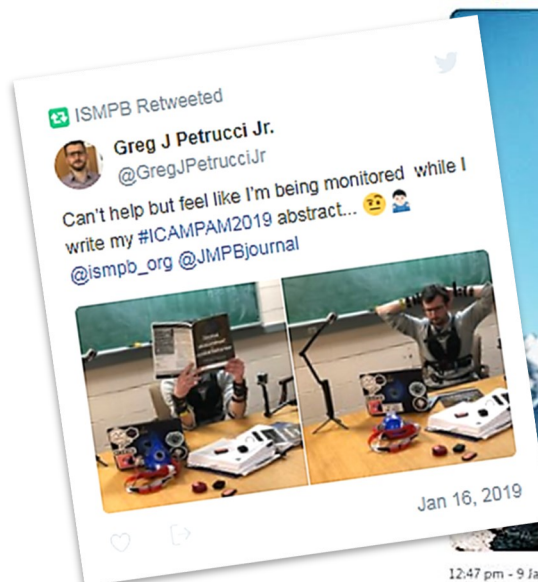 ISMPB Retweeted
Greg J Petrucci Jr.
@GregJPetrucciJr
Can't help but feel like I'm being monitored while I
write my #ICAMPAM2019 abstract...
@ismpb_org @JMPBjournal
Jan 16, 2019
12:47 pm - 9 Ja